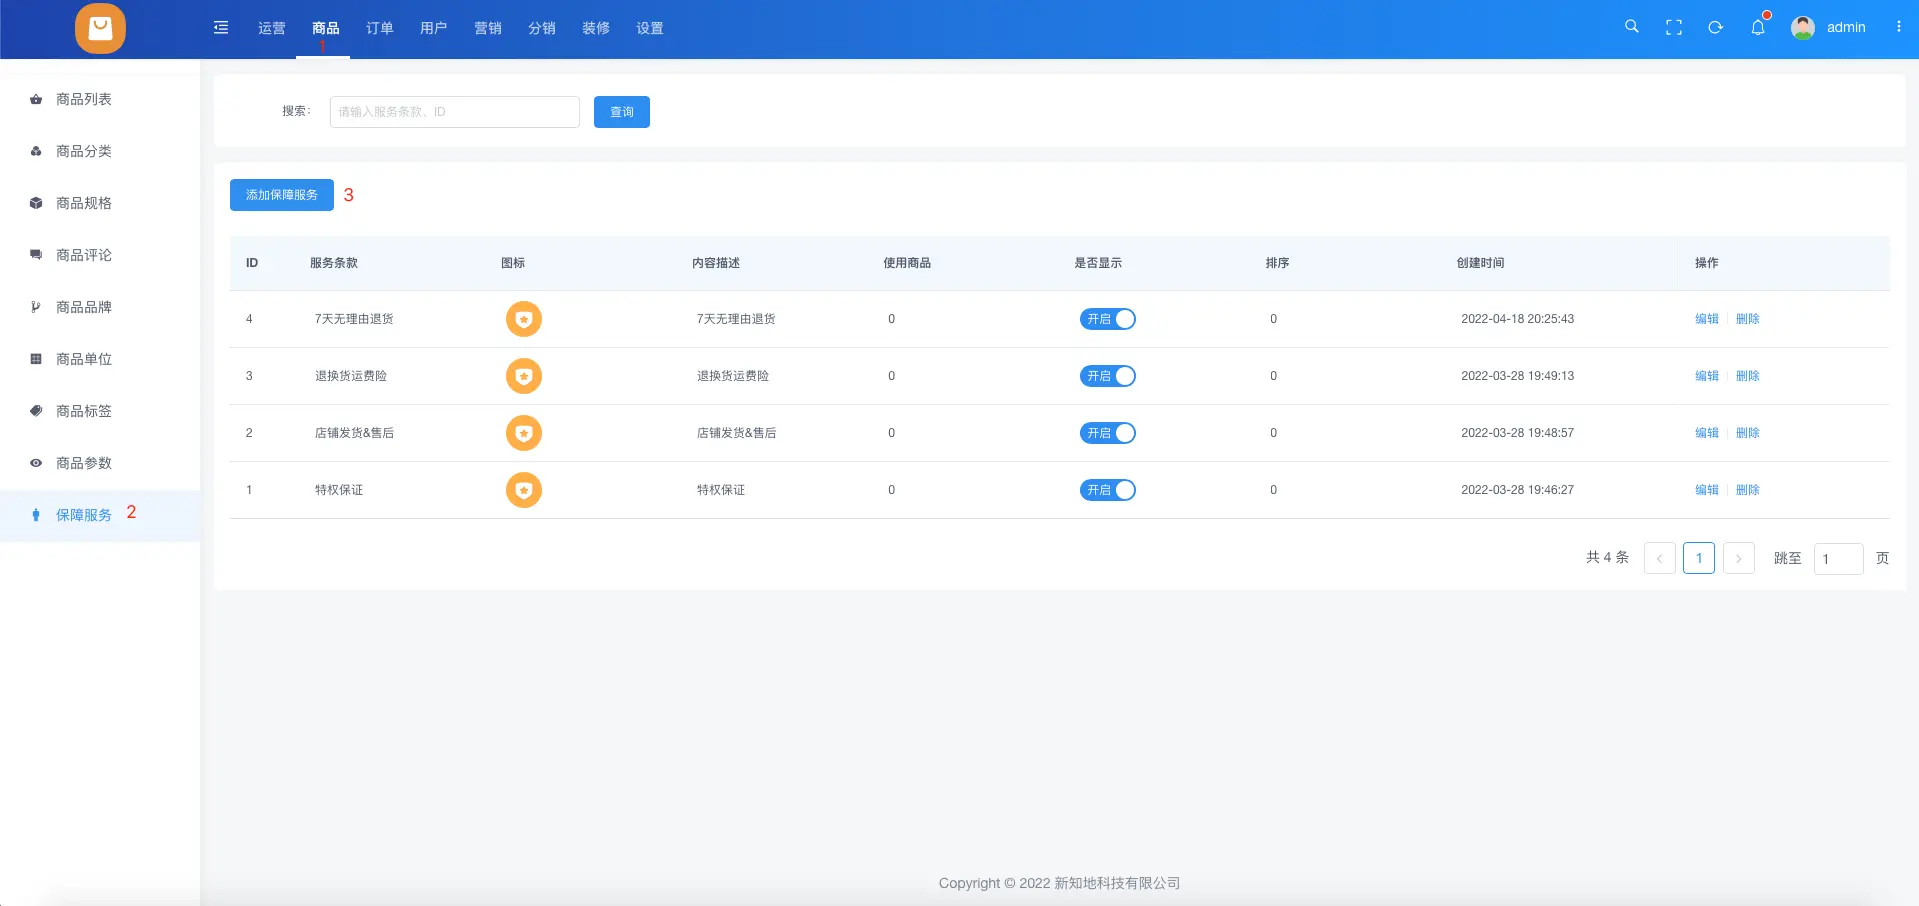 运营 商品 订单 用户 营销 分销 装修 设置 admin
1
商品列表
商品分类
商品规格
商品评论
商品品牌
商品单位
商品标签
商品参数
保障服务 2
搜索： 请输入服务条款、ID 查询
添加保障服务 3
ID 服务条款 图标 内容描述 使用商品 是否显示 排序 创建时间 操作
4 7天无理由退货 7天无理由退货 0 开启 0 2022-04-18 20:25:43 编辑 删除
3 退换货运费险 退换货运费险 0 开启 0 2022-03-28 19:49:13 编辑 删除
2 店铺发货&售后 店铺发货&售后 0 开启 0 2022-03-28 19:48:57 编辑 删除
1 特权保证 特权保证 0 开启 0 2022-03-28 19:46:27 编辑 删除
共 4 条 < 1 > 跳至 1 页
Copyright © 2022 新知地科技有限公司